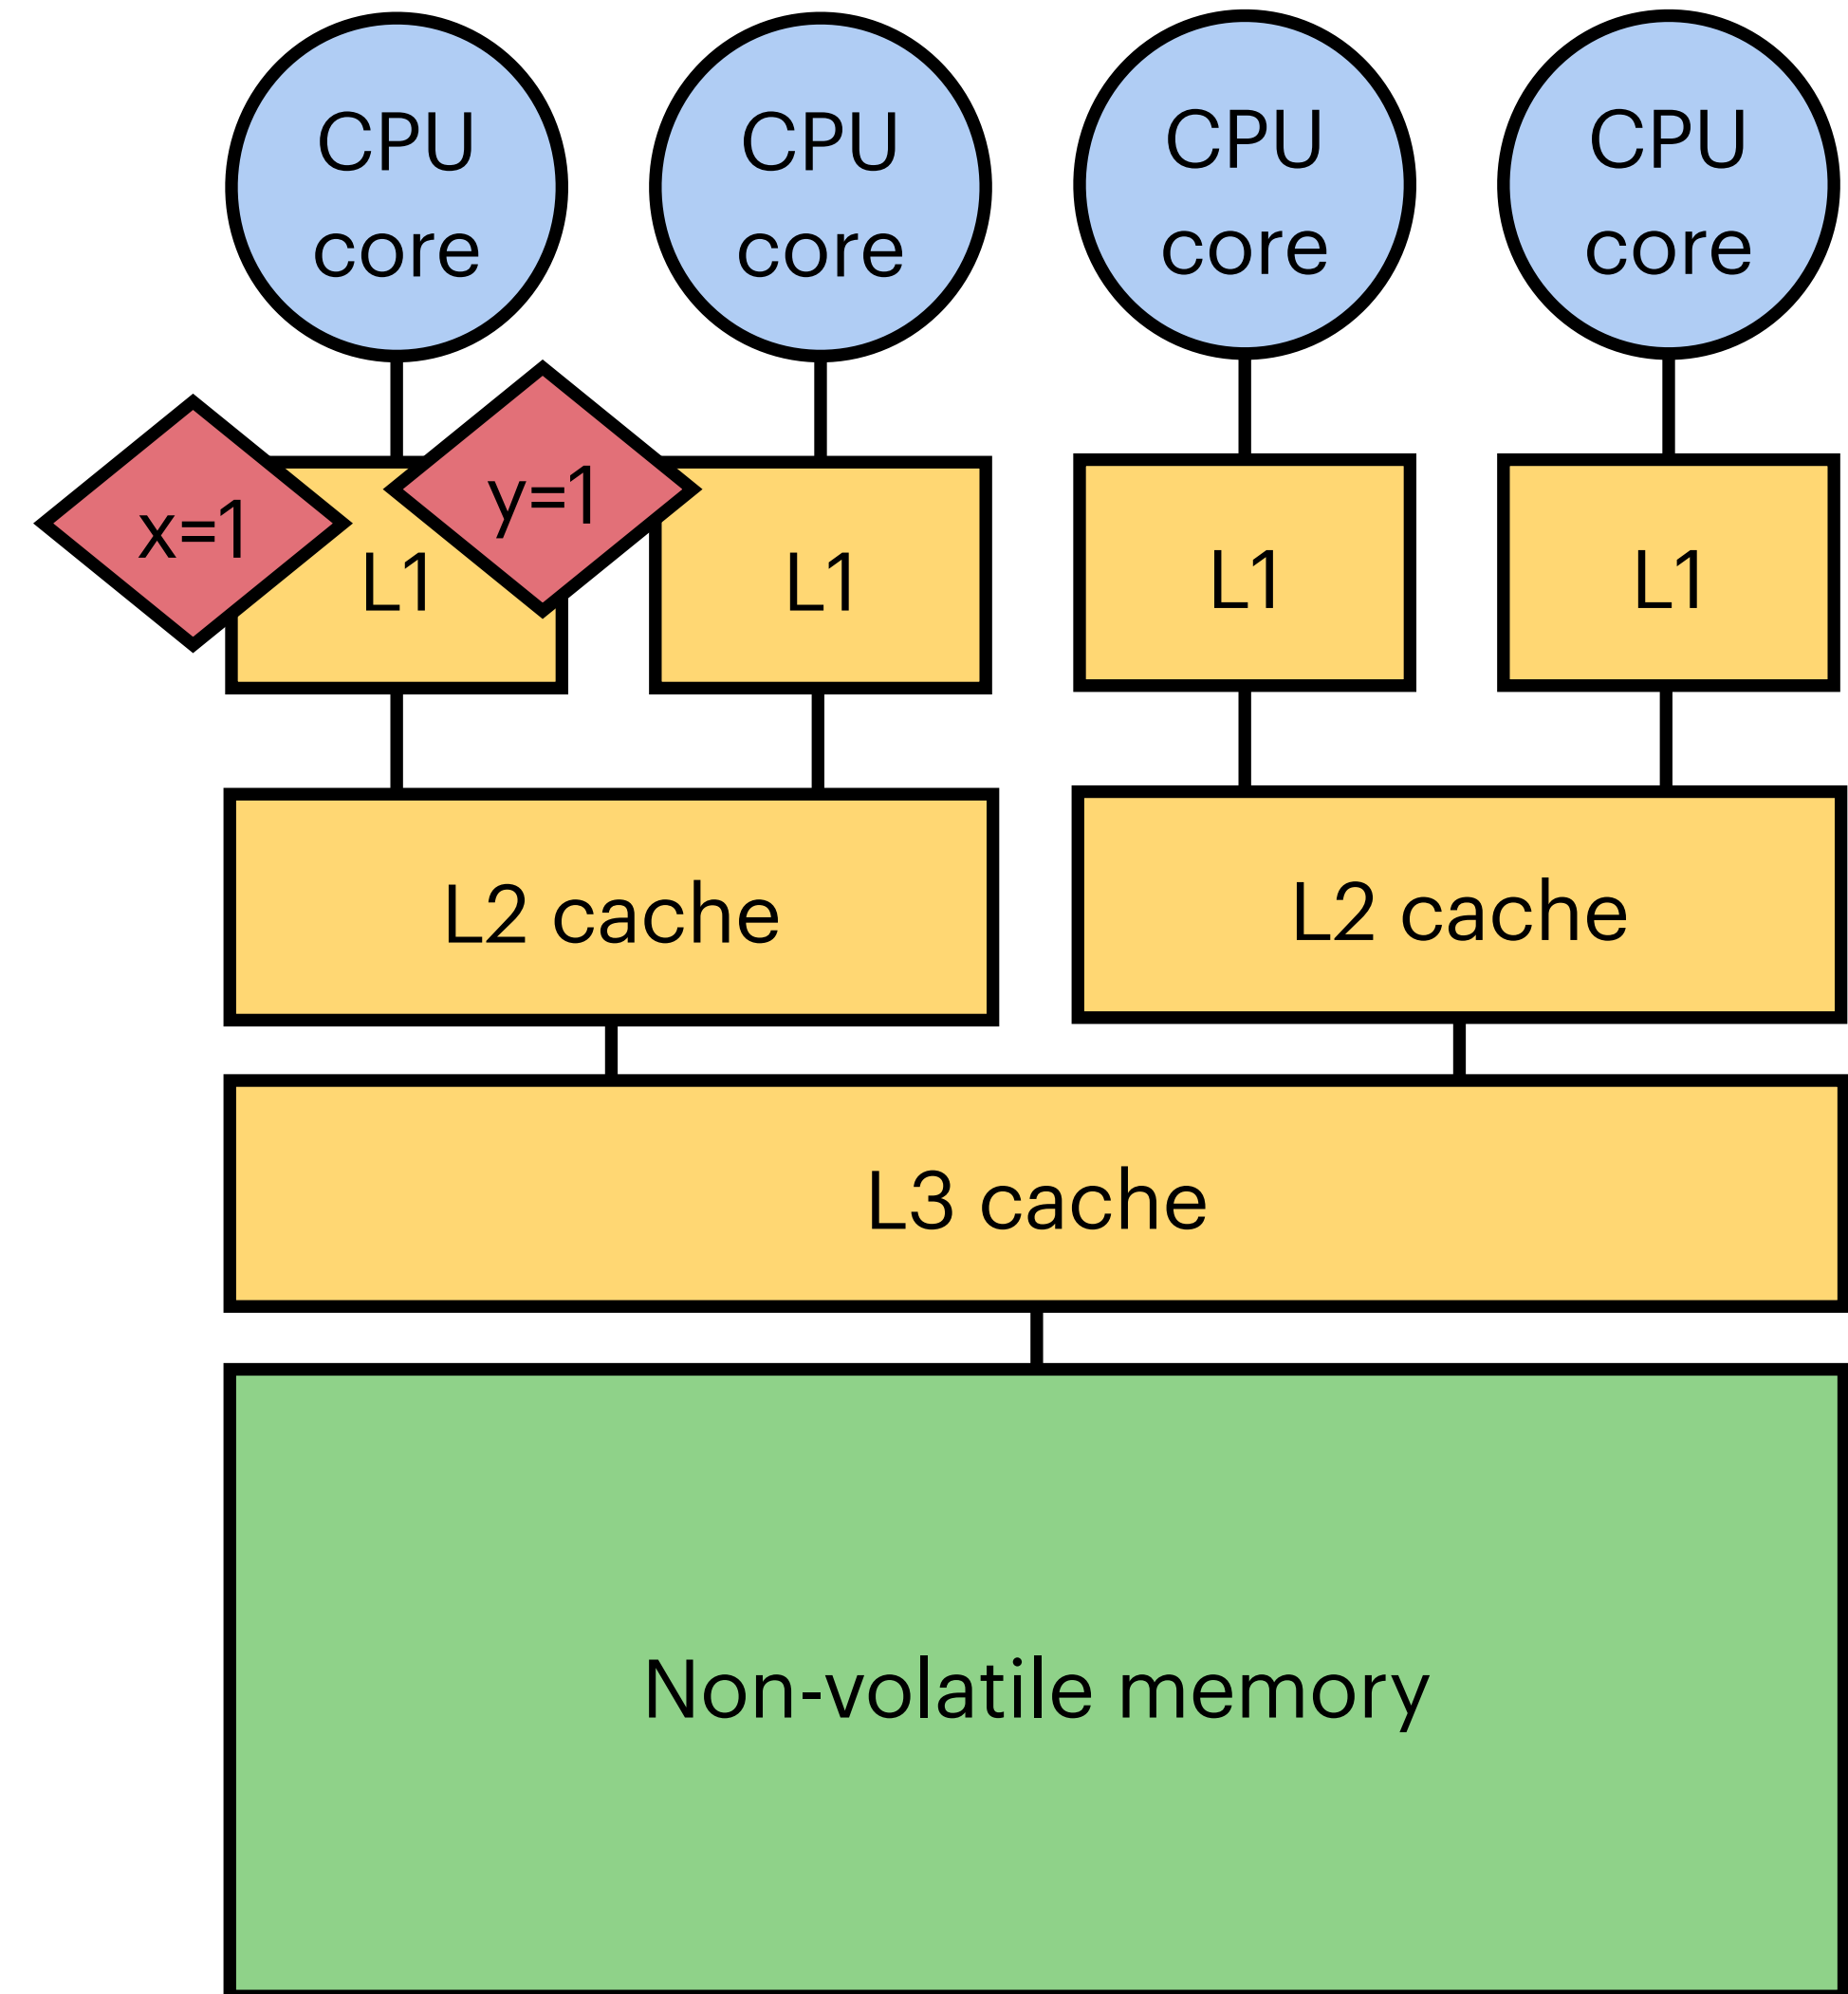 CPU
core
CPU
core
CPU
core
CPU
core
x=1
y=1
L1
L1
L1
L1
L2 cache
L2 cache
L3 cache
Non-volatile memory